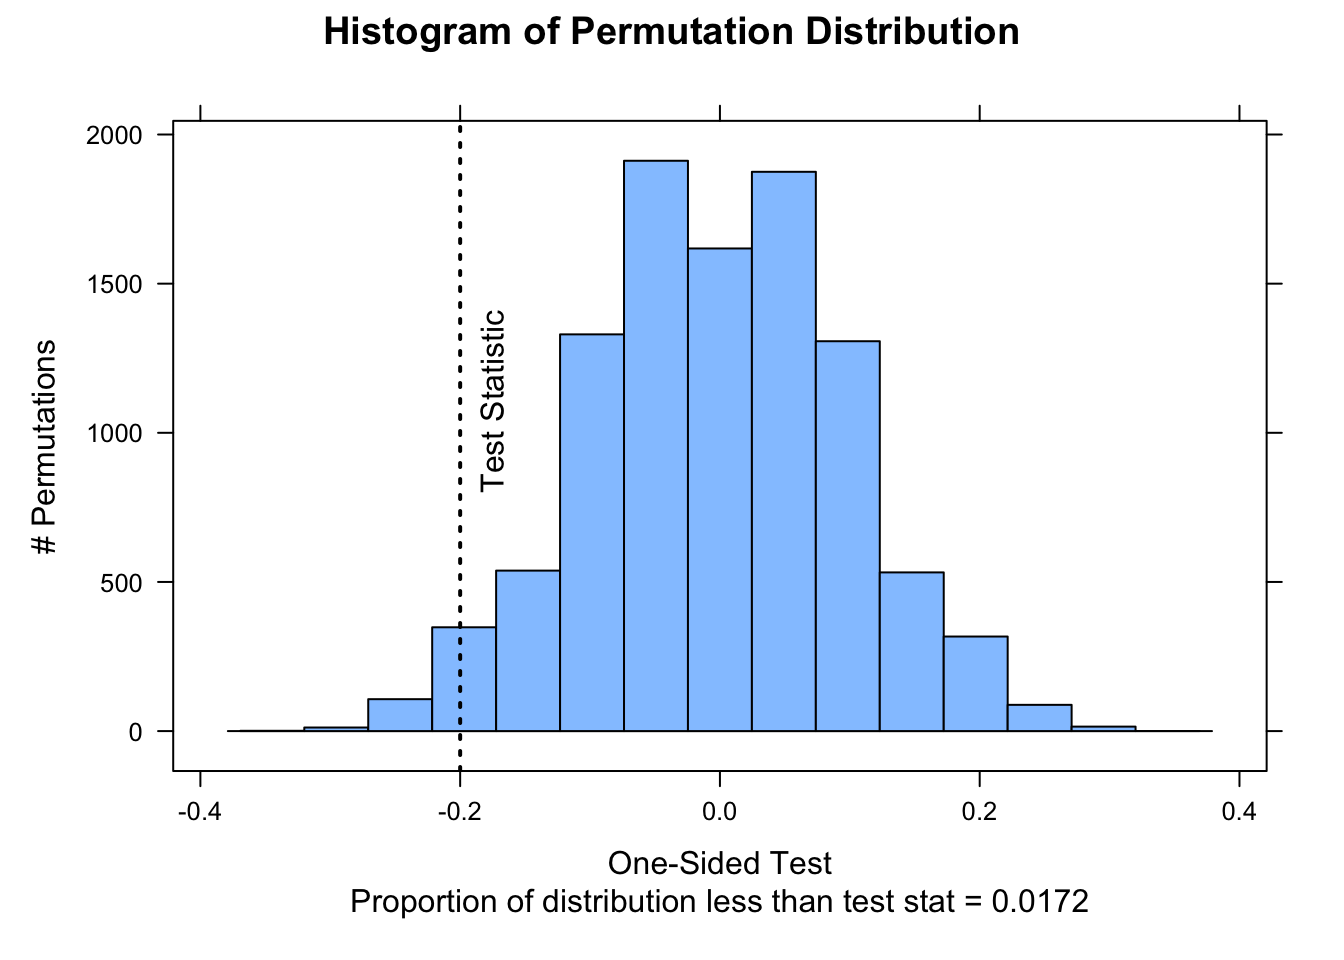 Histogram of Permutation Distribution
2000
1500
1000
500
0
# Permutations
Test Statistic
-0.4
-0.2
0.0
0.2
0.4
One-Sided Test
Proportion of distribution less than test stat = 0.0172